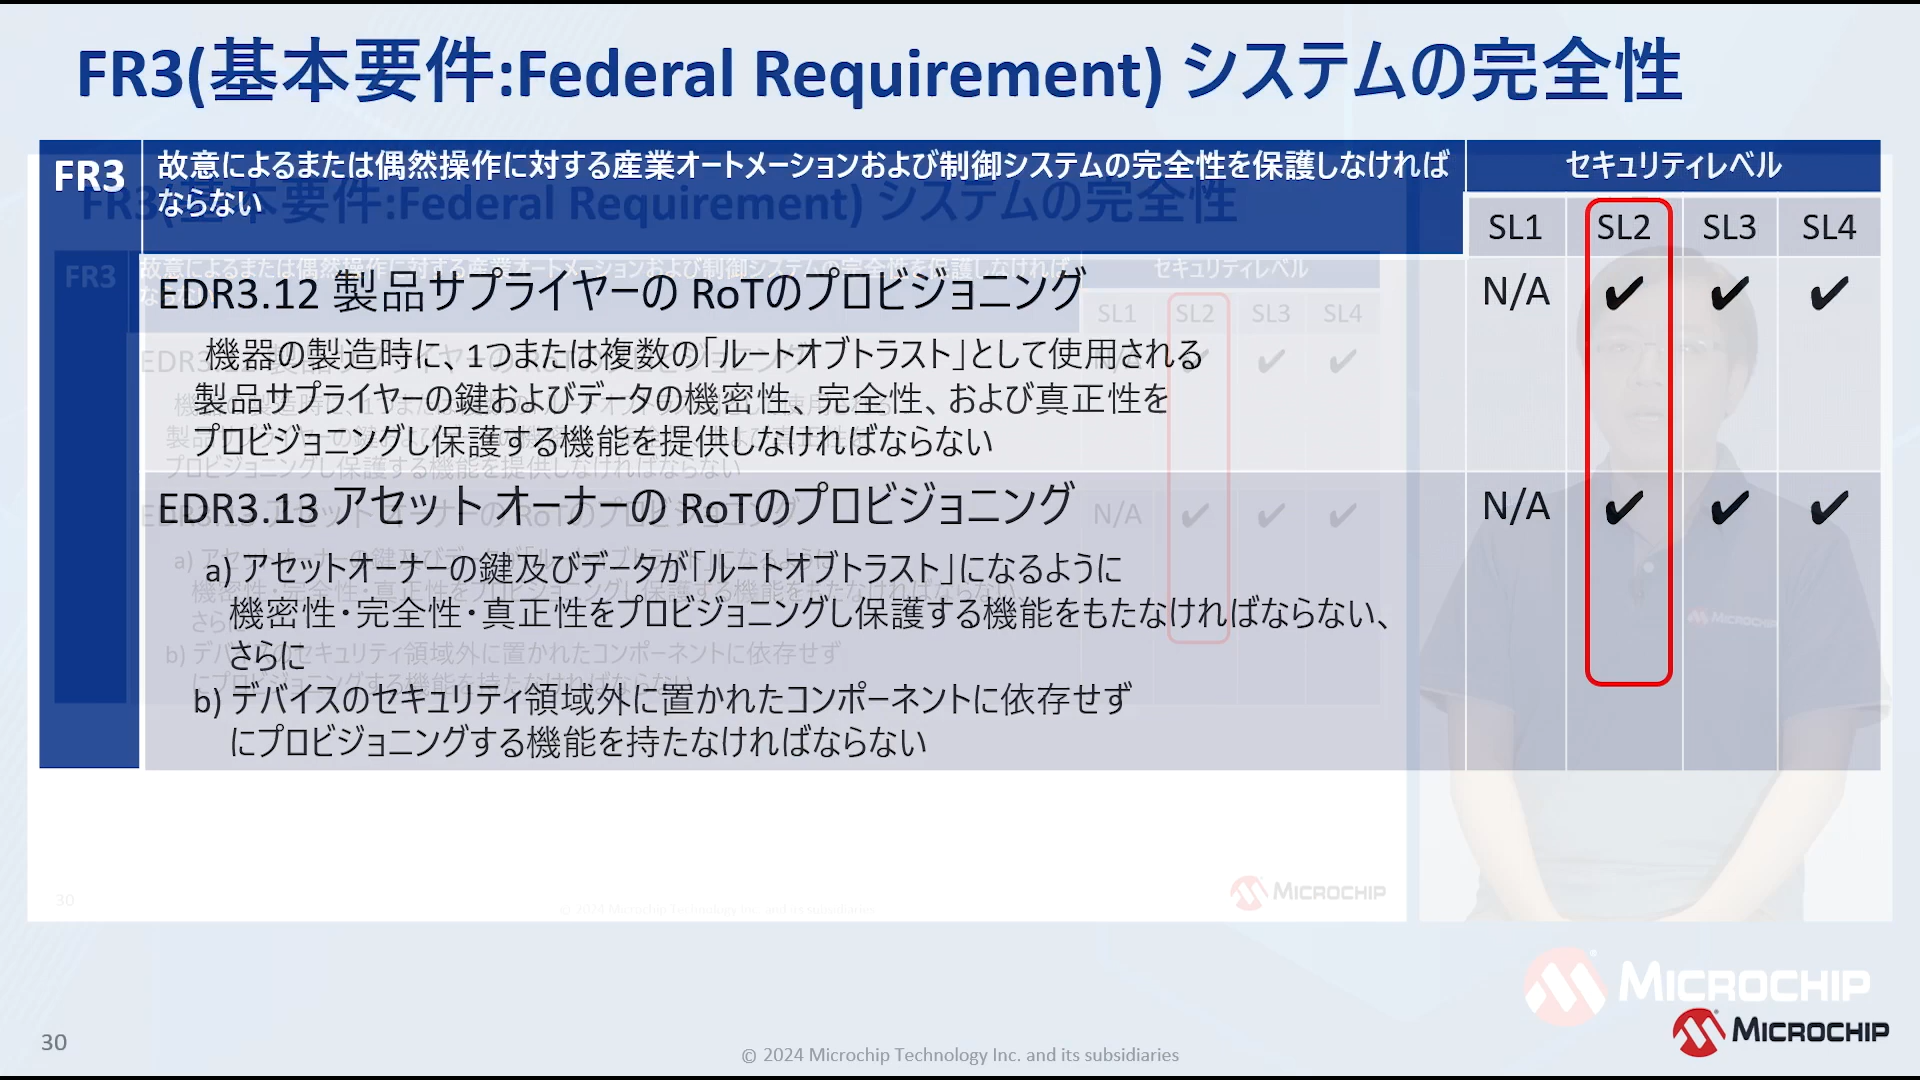 FR3(基本要件:Federal Requirement) システムの完全性
FR3
故意によるまたは偶然操作に対する産業オートメーションおよび制御システムの完全性を保護しなければ
ならない
セキュリティレベル
SL1 SL2 SL3 SL4
EDR3.12 製品サプライヤーの RoTのプロビジョニング
N/A ✔ ✔ ✔
機器の製造時に、1つまたは複数の「ルートオブトラスト」として使用される
製品サプライヤーの鍵およびデータの機密性、完全性、および真正性を
プロビジョニングし保護する機能を提供しなければならない
EDR3.13 アセットオーナーの RoTのプロビジョニング
N/A ✔ ✔ ✔
a) アセットオーナーの鍵及びデータが「ルートオブトラスト」になるように
機密性・完全性・真正性をプロビジョニングし保護する機能をもたなければならない、
さらに
b) デバイスのセキュリティ領域外に置かれたコンポーネントに依存せず
にプロビジョニングする機能を持たなければならない
30
MICROCHIP
MICROCHIP
MICROCHIP
30
© 2024 Microchip Technology Inc. and its subsidiaries